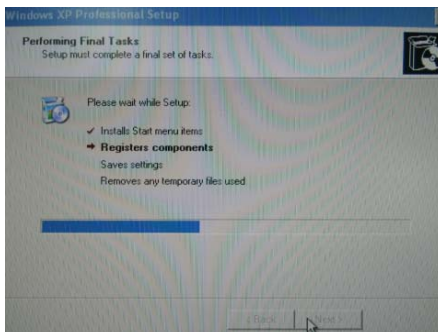 Windows XP Professional Setup
Performing Final Tasks
Setup must complete a final set of tasks.
Please wait while Setup:
Installs Start menu items
Registers components
Saves settings
Removes any temporary files used
< Back
Next >